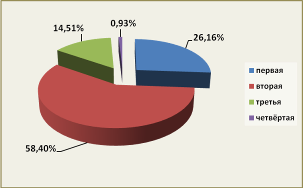 14,51%
0,93%
26,16%
первая
вторая
третья
четвёртая
58,40%